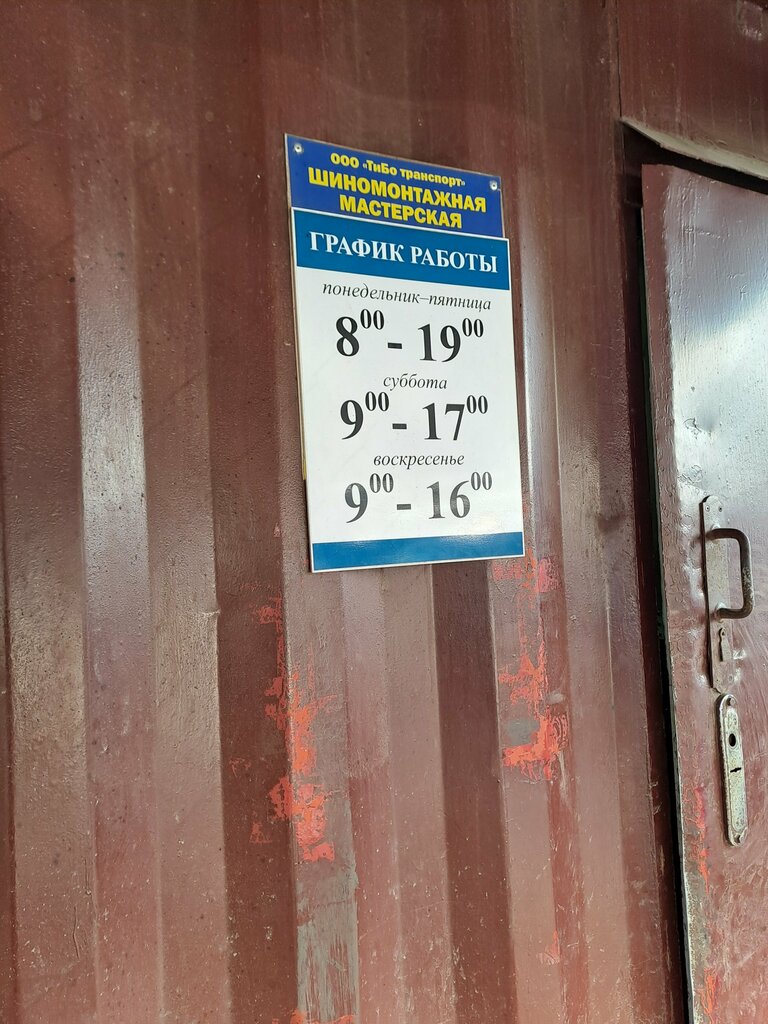 ООО «ТиБо транспорт»
ШИНОМОНТАЖНАЯ
МАСТЕРСКАЯ
ГРАФИК РАБОТЫ
понедельник–пятница
8⁰⁰ - 19⁰⁰
суббота
9⁰⁰ - 17⁰⁰
воскресенье
9⁰⁰ - 16⁰⁰